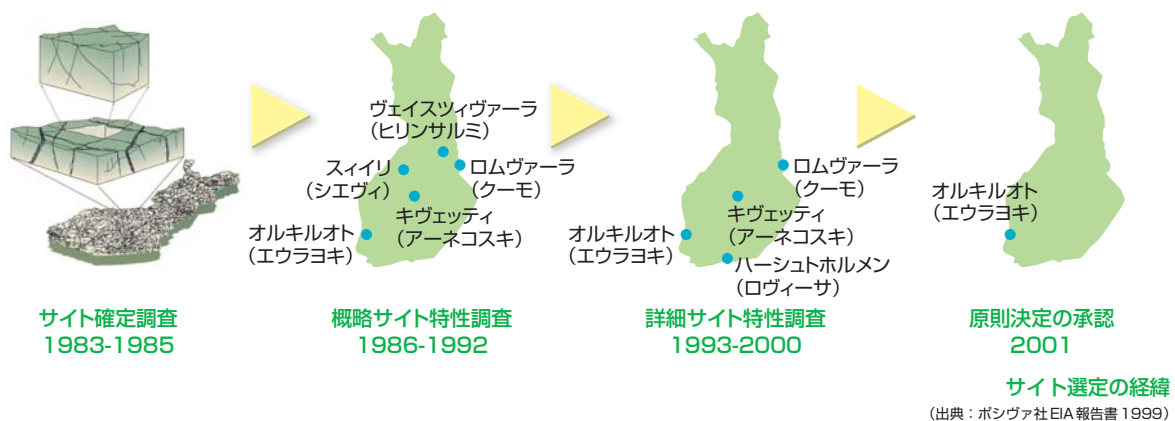 サイト確定調査
1983-1985
ヴェイスツィヴァーラ
（ヒリンサルミ）
スィイリ
（シエヴィ）
ロムヴァーラ
（クーモ）
キヴェッティ
（アーネコスキ）
オルキルオト
（エウラヨキ）
概略サイト特性調査
1986-1992
ロムヴァーラ
（クーモ）
キヴェッティ
（アーネコスキ）
オルキルオト
（エウラヨキ）
ハーシュトホルメン
（ロヴィーサ）
詳細サイト特性調査
1993-2000
オルキルオト
（エウラヨキ）
原則決定の承認
2001
サイト選定の経緯
（出典：ポシヴァ社EIA報告書1999）